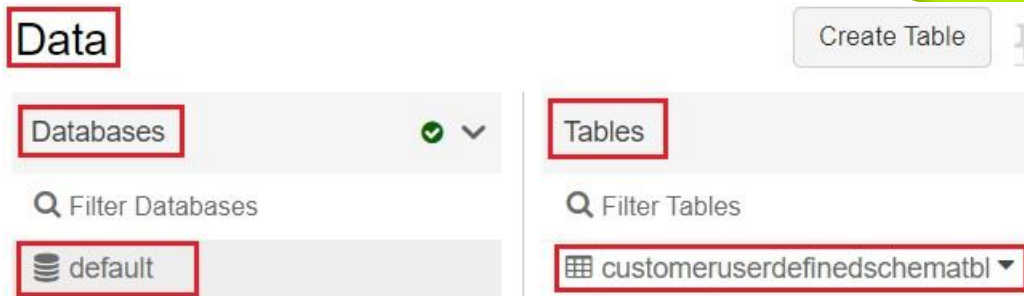 Data
Create Table
Databases
Tables
Filter Databases
Filter Tables
default
customeruserdefinedschematbl